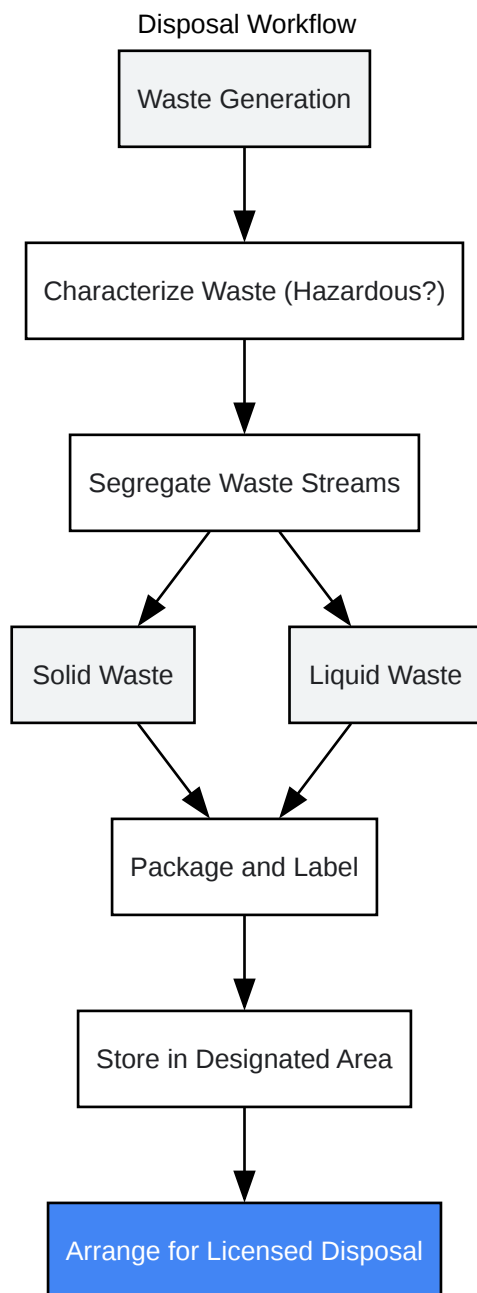 Disposal Workflow
Waste Generation
Characterize Waste (Hazardous?)
Segregate Waste Streams
Solid Waste
Liquid Waste
Package and Label
Store in Designated Area
Arrange for Licensed Disposal